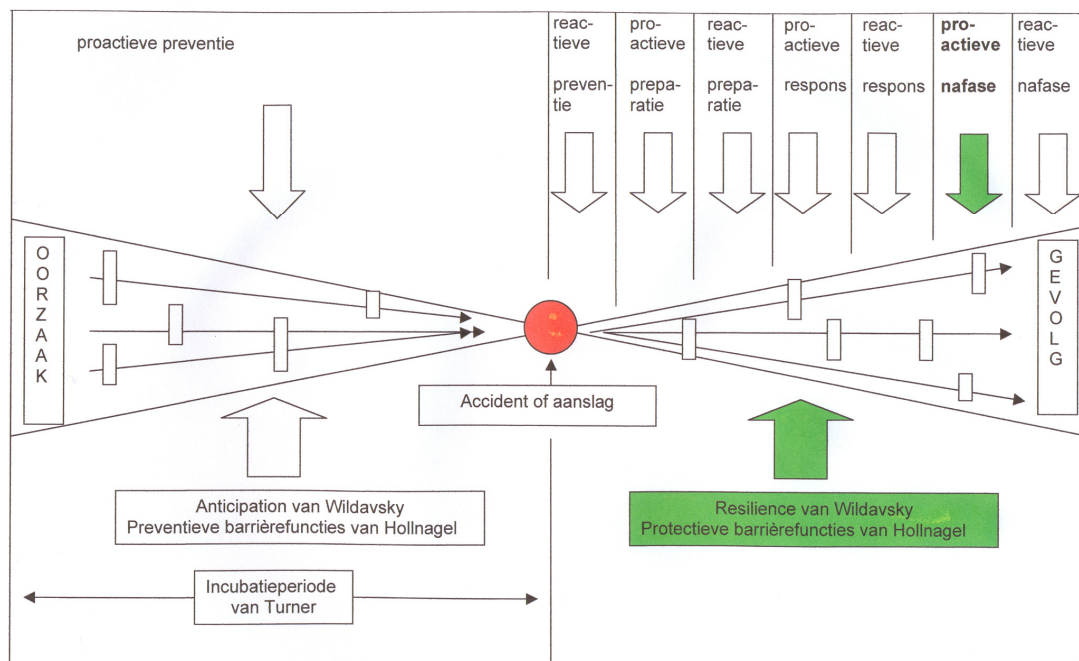 proactieve preventie
reac-
tieve
preven-
tie
pro-
actieve
prepa-
ratie
reac-
tieve
prepa-
ratie
pro-
actieve
respons
reac-
tieve
respons
pro-
actieve
nafase
reac-
tieve
nafase
O
O
R
Z
A
A
K
G
E
V
O
L
G
Accident of aanslag
Anticipation van Wildavsky
Preventieve barrièrefuncties van Hollnagel
Resilience van Wildavsky
Protectieve barrièrefuncties van Hollnagel
Incubatieperiode
van Turner